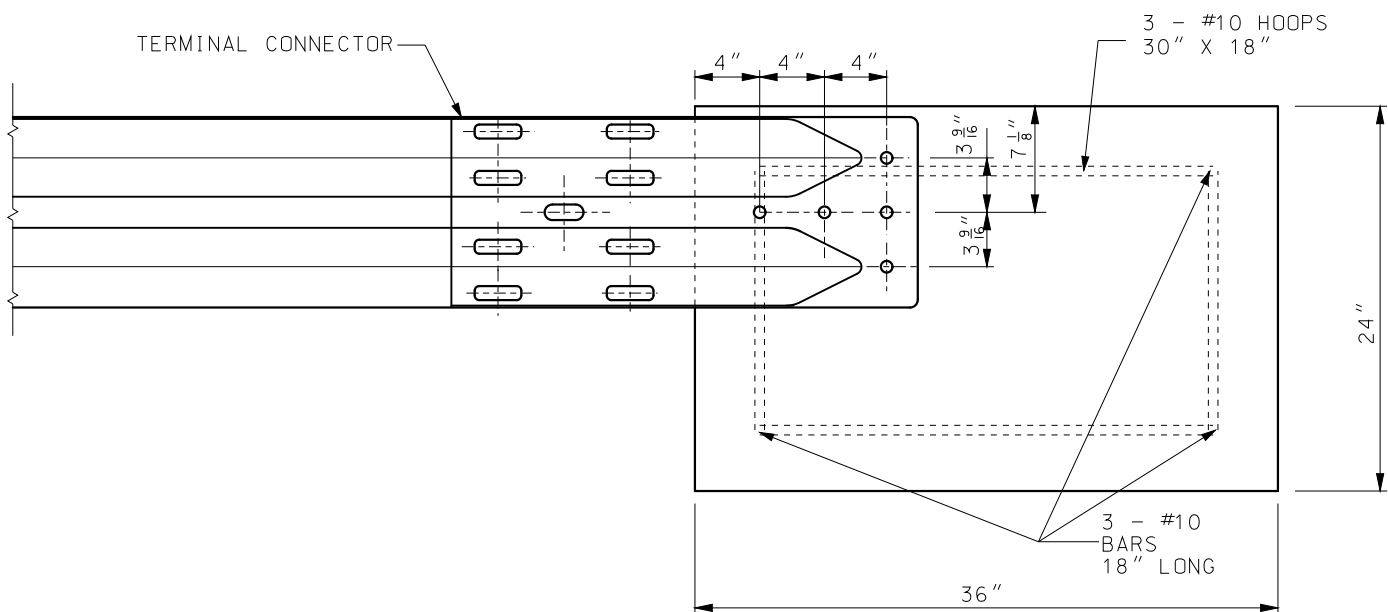 3 - #10 HOOPS
30" X 18"
TERMINAL CONNECTOR
4" 4" 4"
3 9/16"
7 1/8"
3 9/16"
24"
3 - #10
BARS
18" LONG
36"